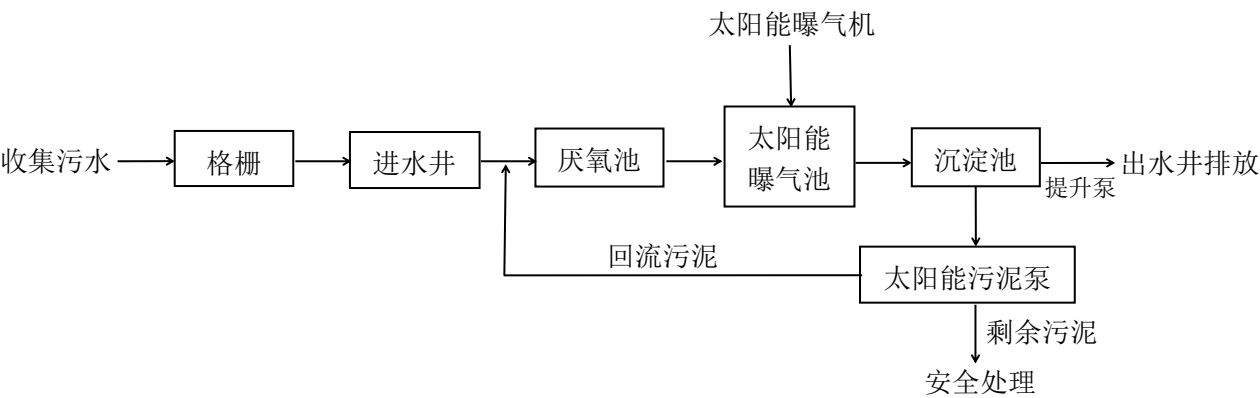 太阳能曝气机
收集污水
格栅
进水井
厌氧池
太阳能
曝气池
沉淀池
出水井排放
提升泵
回流污泥
太阳能污泥泵
剩余污泥
安全处理